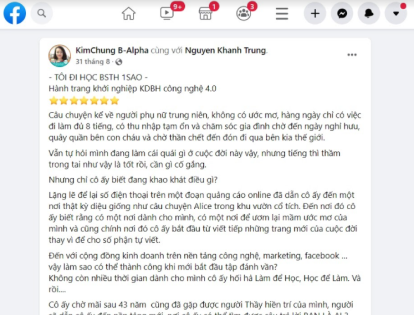 9+
1
3
KimChung B-Alpha cùng với Nguyen Khanh Trung.
31 tháng 8
- TÔI ĐI HỌC BSTH 1SAO -
Hành trang khởi nghiệp KDBH công nghệ 4.0
Câu chuyện kể về người phụ nữ trung niên, không có ước mơ, hàng ngày chỉ có việc
đi làm đủ 8 tiếng, có thu nhập tạm ổn và chăm sóc gia đình chờ đến ngày nghỉ hưu,
quây quần bên con cháu và chờ thần chết đến đón đi qua bên kia thế giới.
Vẫn tự hỏi mình đang làm cái quái gì ở cuộc đời này vậy, nhưng tiếng thì thầm
trong tai như vậy là tốt rồi, cần gì cố gắng.
Nhưng chỉ cô ấy biết đang khao khát điều gì?
Lặng lẽ để lại số điện thoại trên một đoạn quảng cáo online đã dẫn cô ấy đến một
nơi thật kỳ diệu giống như câu chuyện Alice trong khu vườn cổ tích. Đến nơi đó cô
ấy biết rằng có một nơi dành cho mình, có một nơi để ươm lại mầm ước mơ của
mình và cũng chính nơi đó cô ấy bắt đầu từ viết tiếp những trang mới của cuộc đời
thay vì để cho số phận tự viết.
Đến với cộng đồng kinh doanh trên nền tảng công nghệ, marketing, facebook ...
vậy làm sao có thể thành công khi mới bắt đầu tập đánh vần?
Không còn nhiều thời gian dành cho mình cô ấy hối hả Làm để Học, Học để Làm. Và
rồi....
Cô ấy chờ mãi sau 43 năm cũng đã gặp được người Thầy hiền trí của mình, người